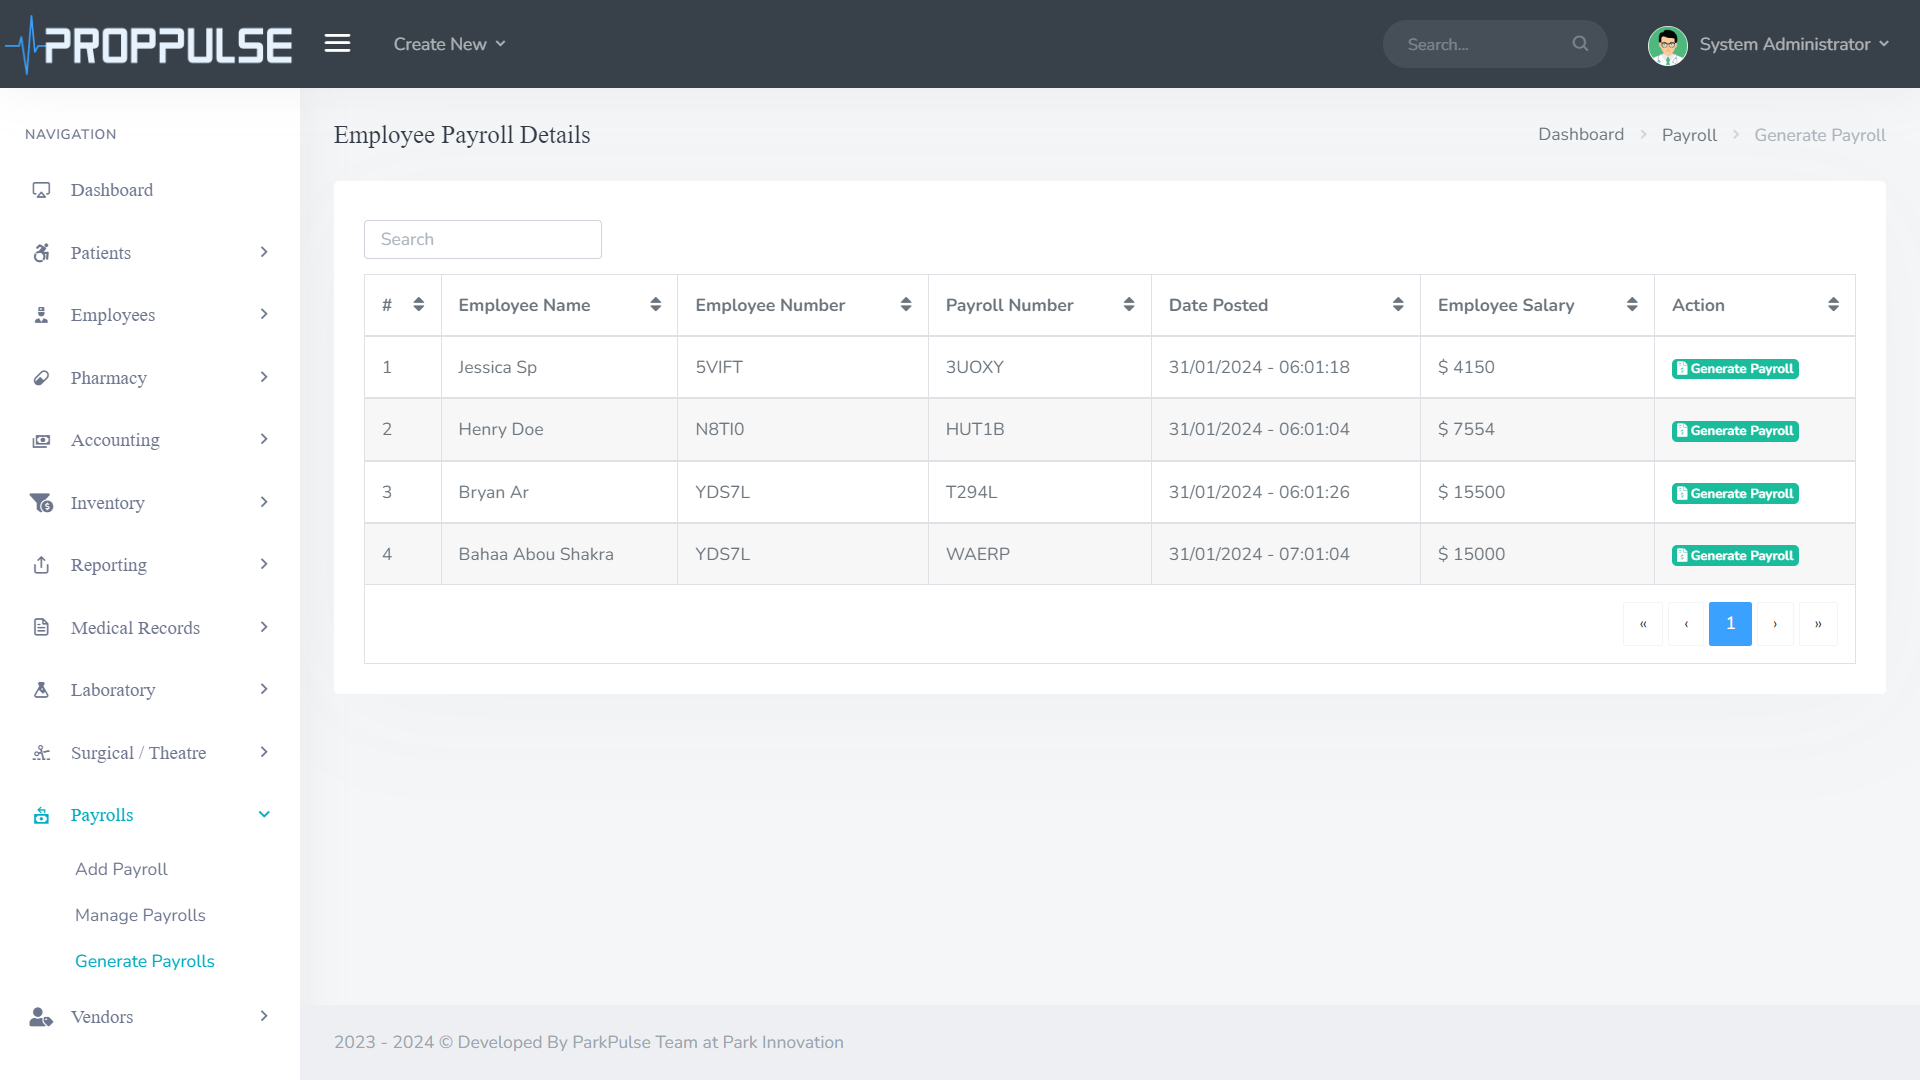 PROPPULSE
Create New
Search...
System Administrator
NAVIGATION
Dashboard
Patients
Employees
Pharmacy
Accounting
Inventory
Reporting
Medical Records
Laboratory
Surgical / Theatre
Payrolls
Add Payroll
Manage Payrolls
Generate Payrolls
Vendors
Employee Payroll Details
Dashboard > Payroll > Generate Payroll
Search
# Employee Name Employee Number Payroll Number Date Posted Employee Salary Action
1 Jessica Sp 5VIFT 3UOXY 31/01/2024 - 06:01:18 $ 4150 Generate Payroll
2 Henry Doe N8TI0 HUT1B 31/01/2024 - 06:01:04 $ 7554 Generate Payroll
3 Bryan Ar YDS7L T294L 31/01/2024 - 06:01:26 $ 15500 Generate Payroll
4 Bahaa Abou Shakra YDS7L WAERP 31/01/2024 - 07:01:04 $ 15000 Generate Payroll
« ‹ 1 › »
2023 - 2024 © Developed By ParkPulse Team at Park Innovation